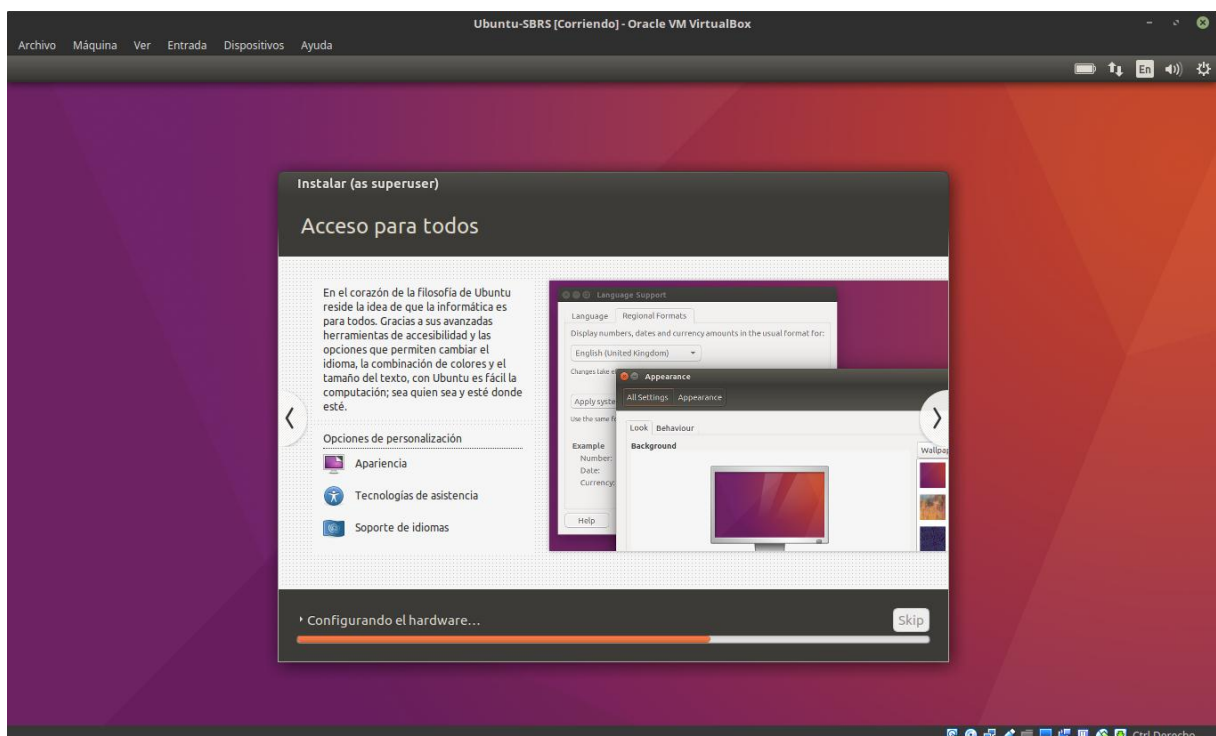 Ubuntu-SBRS [Corriendo] - Oracle VM VirtualBox
Archivo Máquina Ver Entrada Dispositivos Ayuda
En
Instalar (as superuser)
Acceso para todos
En el corazón de la filosofía de Ubuntu
reside la idea de que la informática es
para todos. Gracias a sus avanzadas
herramientas de accesibilidad y las
opciones que permiten cambiar el
idioma, la combinación de colores y el
tamaño del texto, con Ubuntu es fácil la
computación; sea quien sea y esté donde
esté.
Opciones de personalización
Apariencia
Tecnologías de asistencia
Soporte de idiomas
Language Support
Language Regional Formats
Display numbers, dates and currency amounts in the usual format for:
English (United Kingdom)
Changes take
Apply
Use the same
Example
Number:
Date:
Currency:
Help
Appearance
All Settings Appearance
Look Behaviour
Background
Configurando el hardware...
Skip
Ctrl Derecho